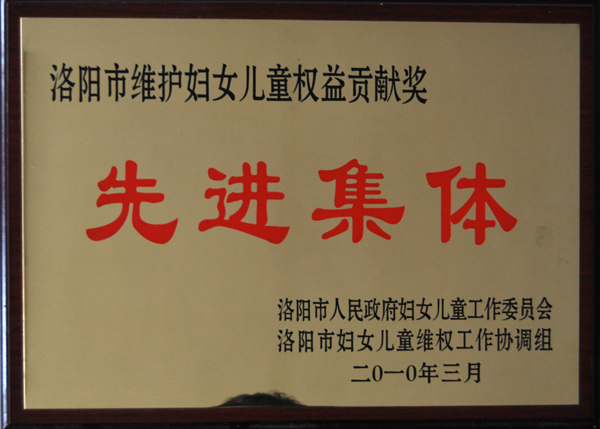 洛阳市维护妇女儿童权益贡献奖
先进集体
洛阳市人民政府妇女儿童工作委员会
洛阳市妇女儿童维权工作协调组
二〇一〇年三月